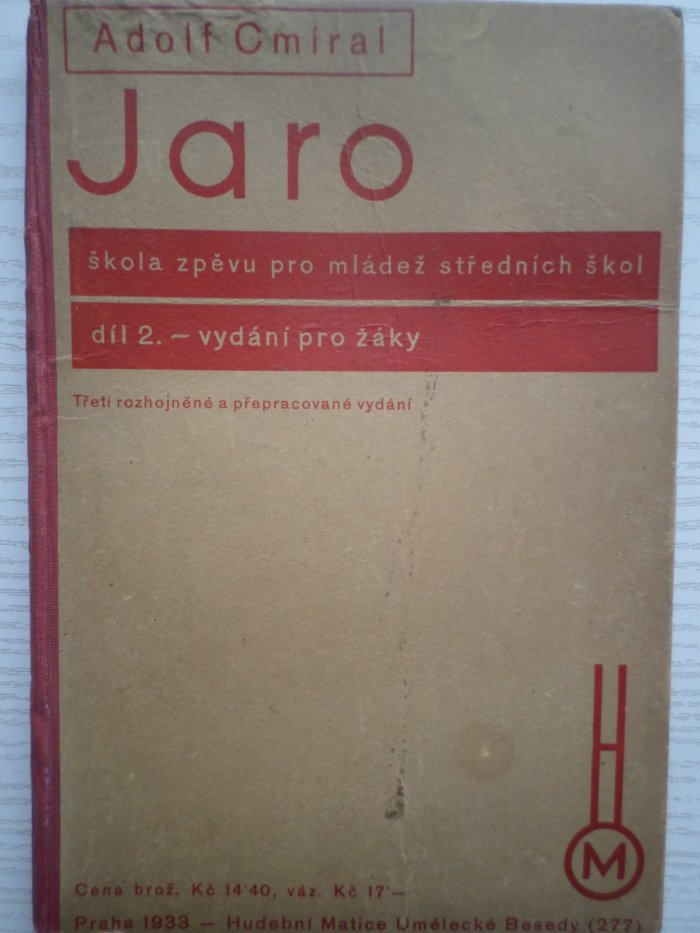 Adolf Cmíral
Jaro
škola zpěvu pro mládež středních škol
díl 2. – vydání pro žáky
Třetí rozhojněné a přepracované vydání
H
M
Cena brož. Kč 14·40, váz. Kč 17·–
Praha 1933 – Hudební Matice Umělecké Besedy (277)